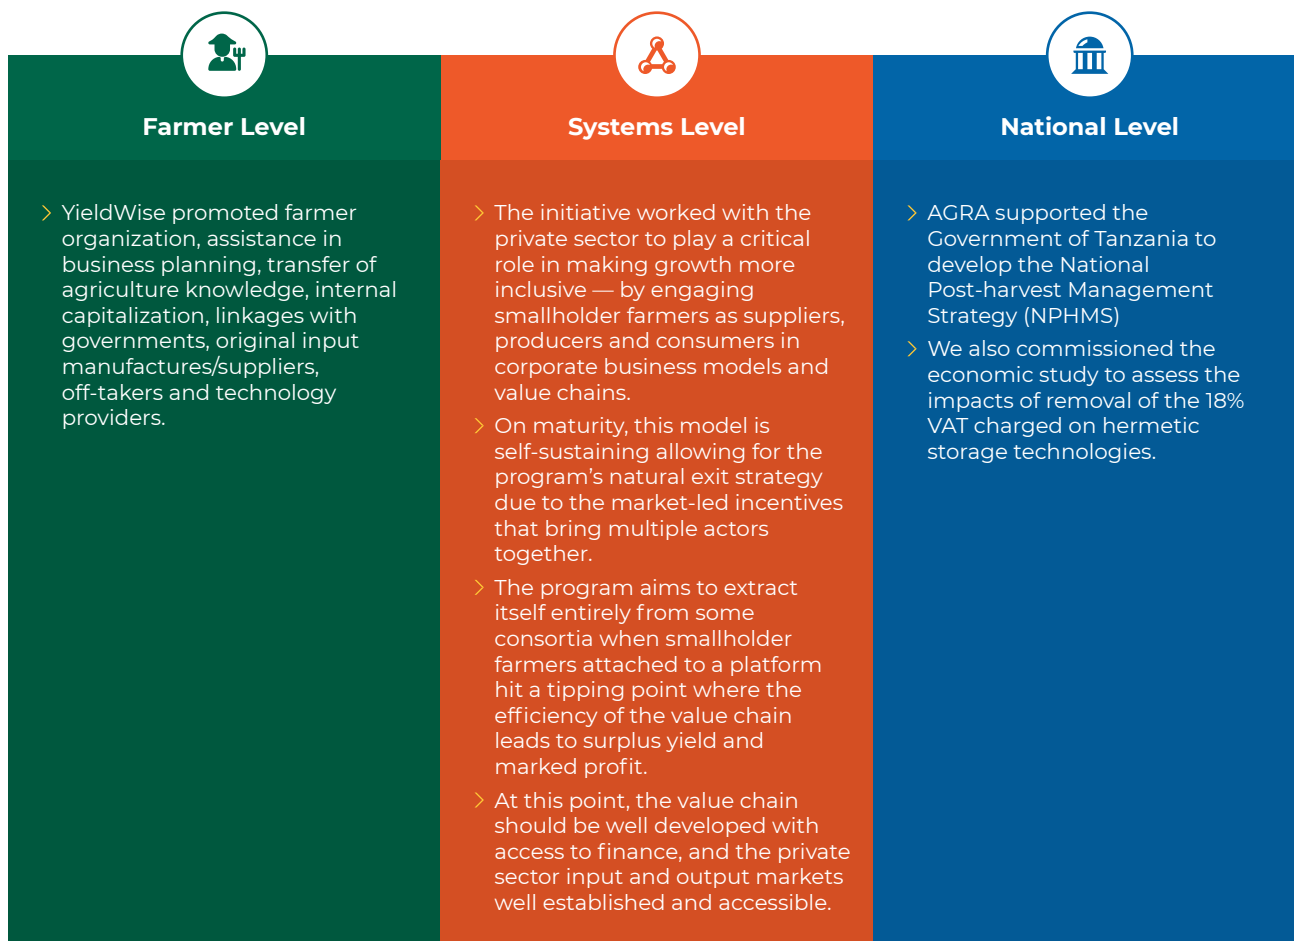 Farmer Level
YieldWise promoted farmer
organization, assistance in
business planning, transfer of
agriculture knowledge, internal
capitalization, linkages with
governments, original input
manufactures/suppliers,
off-takers and technology
providers.
Systems Level
The initiative worked with the
private sector to play a critical
role in making growth more
inclusive — by engaging
smallholder farmers as suppliers,
producers and consumers in
corporate business models and
value chains.
On maturity, this model is
self-sustaining allowing for the
program’s natural exit strategy
due to the market-led incentives
that bring multiple actors
together.
The program aims to extract
itself entirely from some
consortia when smallholder
farmers attached to a platform
hit a tipping point where the
efficiency of the value chain
leads to surplus yield and
marked profit.
At this point, the value chain
should be well developed with
access to finance, and the private
sector input and output markets
well established and accessible.
National Level
AGRA supported the
Government of Tanzania to
develop the National
Post-harvest Management
Strategy (NPHMS)
We also commissioned the
economic study to assess the
impacts of removal of the 18%
VAT charged on hermetic
storage technologies.